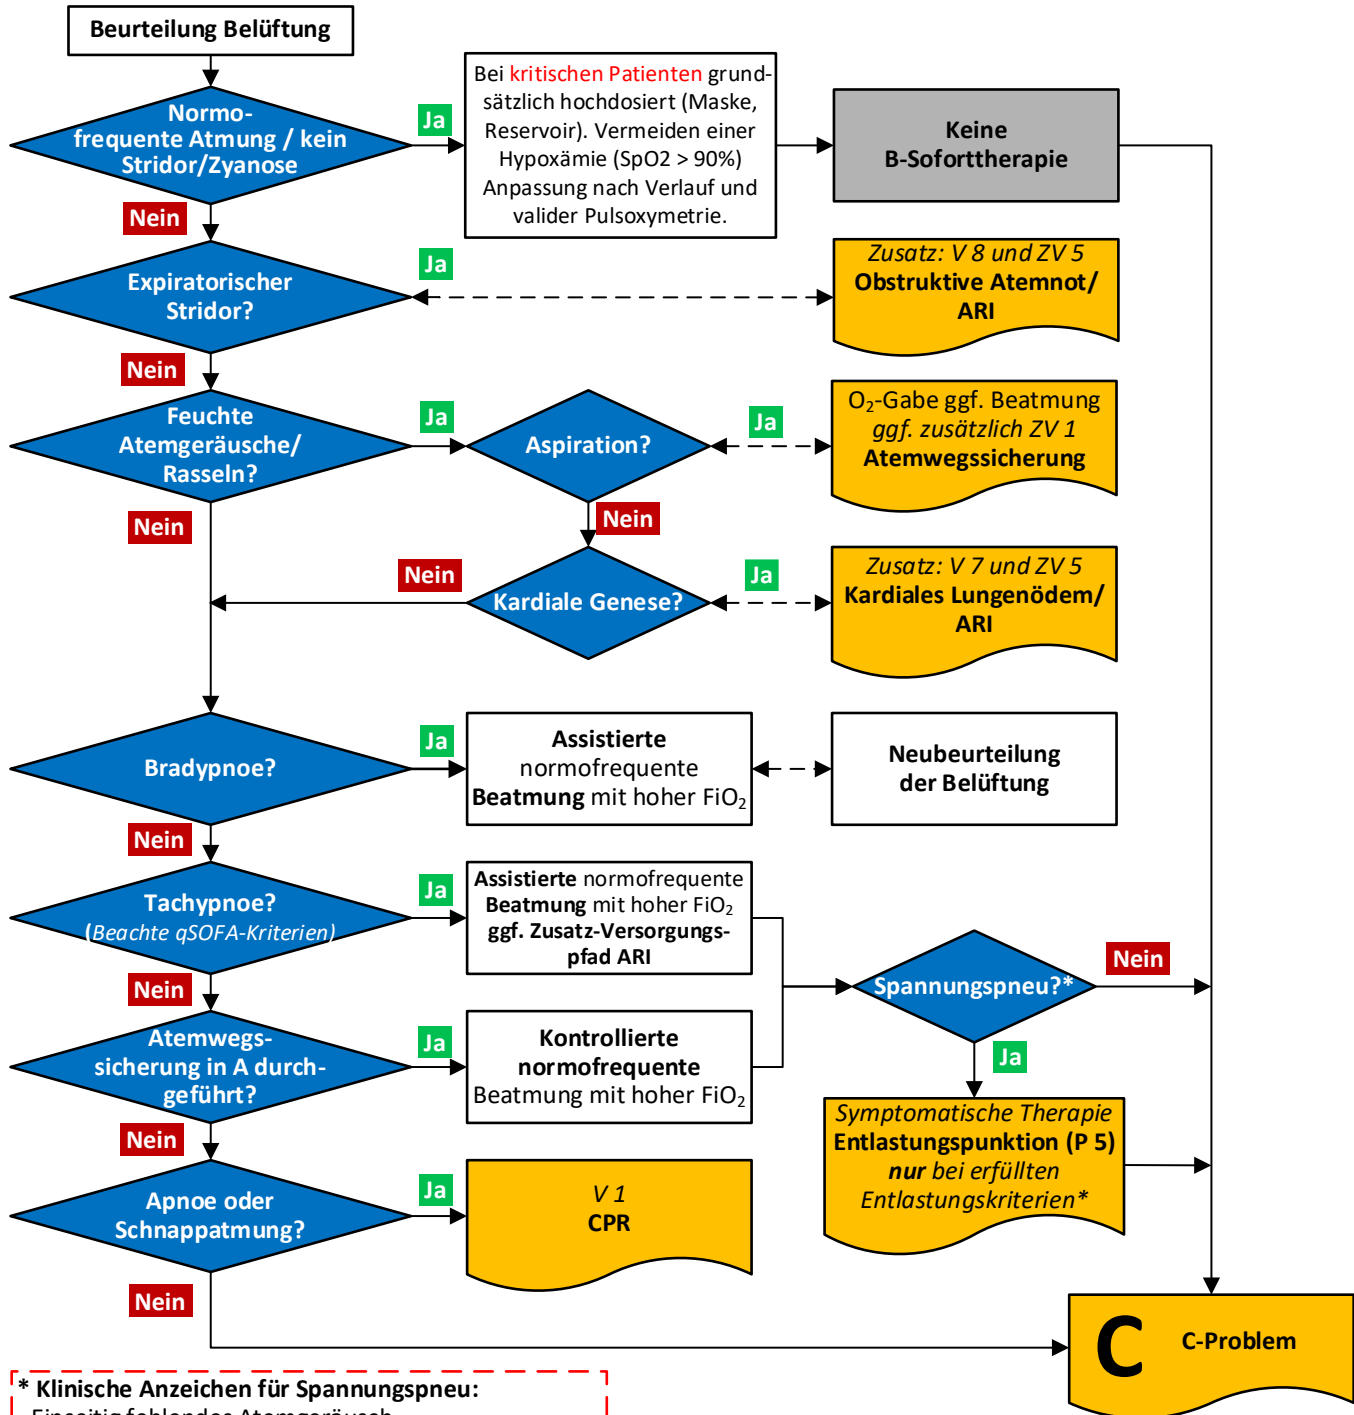 Beurteilung Belüftung
Normo-
frequente Atmung / kein
Stridor/Zyanose
Ja
Bei kritischen Patienten grund-
sätzlich hochdosiert (Maske,
Reservoir). Vermeiden einer
Hypoxämie (SpO2 > 90%)
Anpassung nach Verlauf und
valider Pulsoxymetrie.
Keine
B-Soforttherapie
Nein
Expiratorischer
Stridor?
Ja
Zusatz: V 8 und ZV 5
Obstruktive Atemnot/
ARI
Nein
Feuchte
Atemgeräusche/
Rasseln?
Ja
Aspiration?
Ja
O₂-Gabe ggf. Beatmung
ggf. zusätzlich ZV 1
Atemwegssicherung
Nein
Nein
Kardiale Genese?
Nein
Ja
Zusatz: V 7 und ZV 5
Kardiales Lungenödem/
ARI
Bradypnoe?
Ja
Assistierte
normofrequente
Beatmung mit hoher FiO₂
Neubeurteilung
der Belüftung
Nein
Tachypnoe?
(Beachte qSOFA-Kriterien)
Ja
Assistierte normofrequente
Beatmung mit hoher FiO₂
ggf. Zusatz-Versorgungs-
pfad ARI
Nein
Atemwegs-
sicherung in A durch-
geführt?
Ja
Kontrollierte
normofrequente
Beatmung mit hoher FiO₂
Spannungspneu?*
Nein
Ja
Symptomatische Therapie
Entlastungspunktion (P 5)
nur bei erfüllten
Entlastungskriterien*
Nein
Apnoe oder
Schnappatmung?
Ja
V 1
CPR
Nein
C
C-Problem
* Klinische Anzeichen für Spannungspneu:
Einseitig fehlendes Atemgeräusch